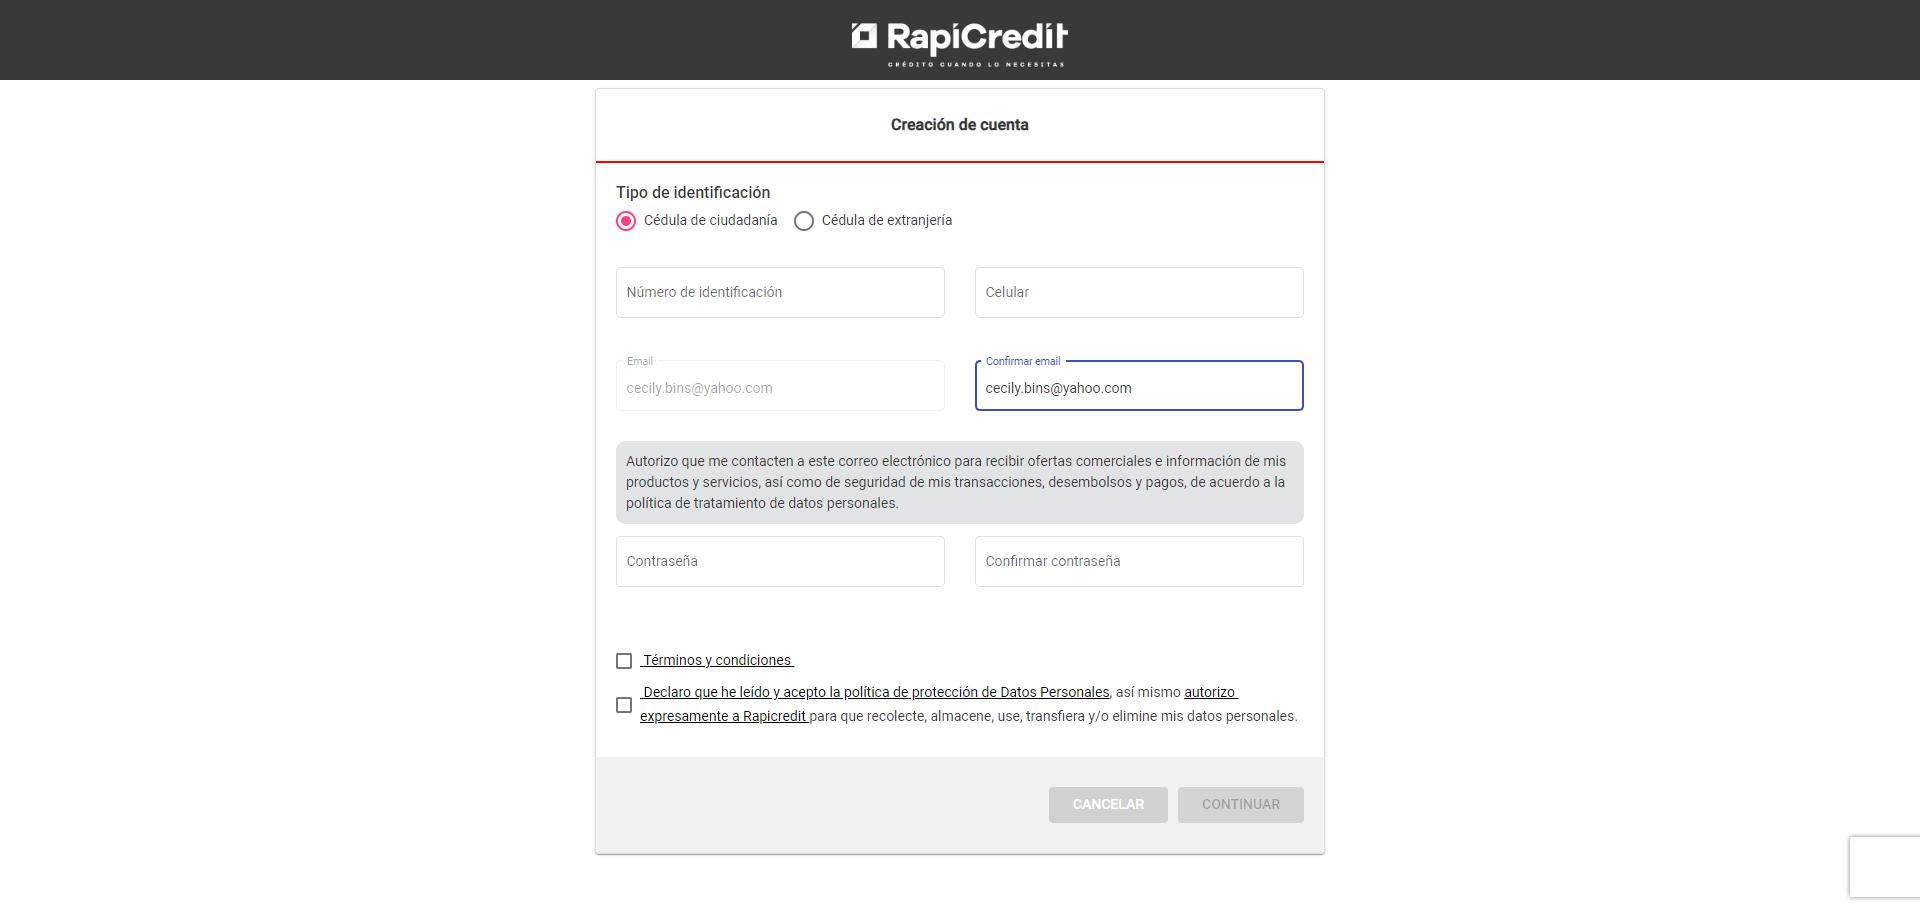 RapiCredit
CRÉDITO CUANDO LO NECESITAS
Creación de cuenta
Tipo de identificación
Cédula de ciudadanía Cédula de extranjería
Número de identificación Celular
Email Confirmar email
cecily.bins@yahoo.com cecily.bins@yahoo.com
Autorizo que me contacten a este correo electrónico para recibir ofertas comerciales e información de mis
productos y servicios, así como de seguridad de mis transacciones, desembolsos y pagos, de acuerdo a la
política de tratamiento de datos personales.
Contraseña Confirmar contraseña
Términos y condiciones
Declaro que he leído y acepto la política de protección de Datos Personales, así mismo autorizo
expresamente a Rapicredit para que recolecte, almacene, use, transfiera y/o elimine mis datos personales.
CANCELAR CONTINUAR